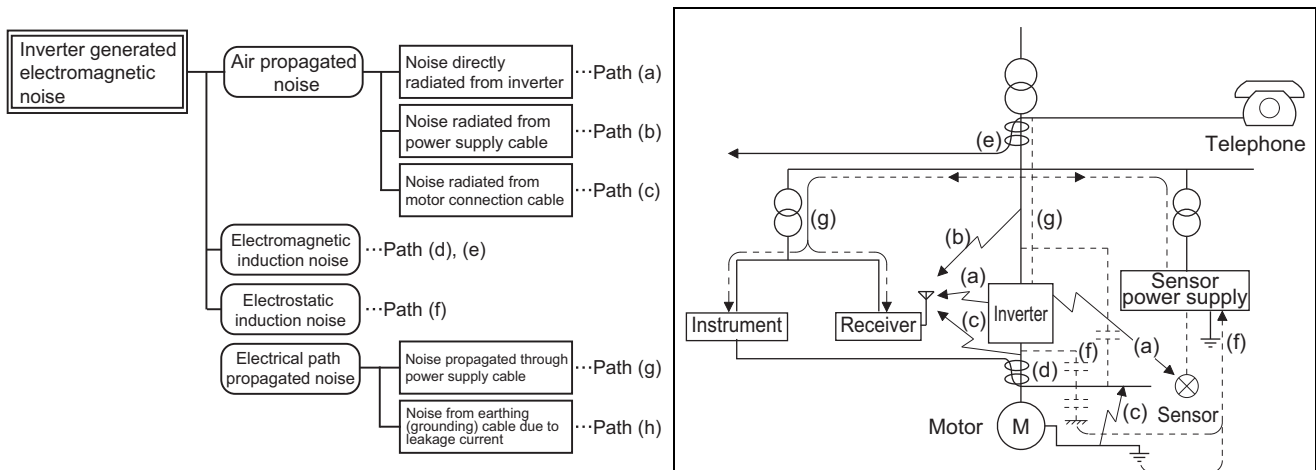 Inverter generated
electromagnetic
noise
Air propagated
noise
Noise directly
radiated from inverter
···Path (a)
Noise radiated from
power supply cable
···Path (b)
Noise radiated from
motor connection cable
···Path (c)
Electromagnetic
induction noise
···Path (d), (e)
Electrostatic
induction noise
···Path (f)
Electrical path
propagated noise
Noise propagated through
power supply cable
···Path (g)
Noise from earthing
(grounding) cable due to
leakage current
···Path (h)
(e)
Telephone
(g)
(g)
(b)
(a)
Sensor
power supply
Instrument
Receiver
Inverter
(c)
(f)
(a)
(f)
(d)
(c)
Sensor
Motor
M